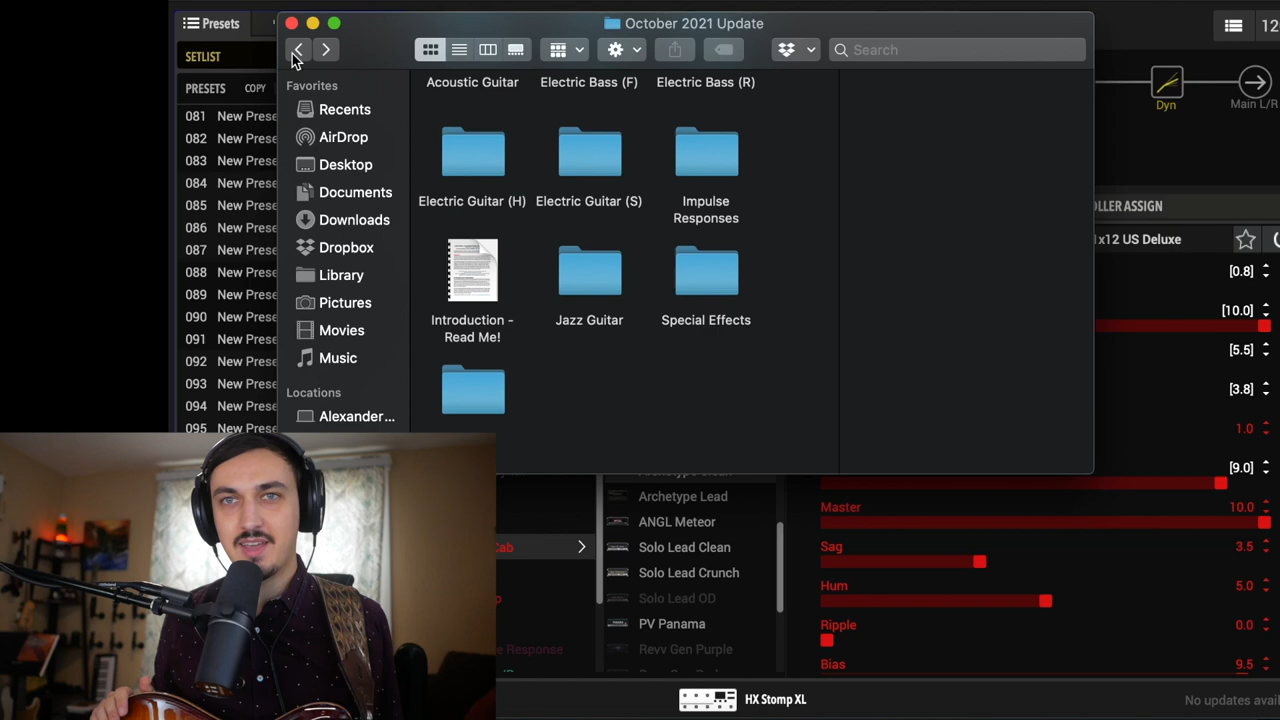 Presets
October 2021 Update
SETLIST
Search
12
PRESETS
COPY
Favorites
Recents
AirDrop
Desktop
Documents
Downloads
Dropbox
Library
Pictures
Movies
Music
Locations
Alexander...
081 New Prese
082 New Prese
083 New Prese
084 New Prese
085 New Prese
086 New Prese
087 New Prese
088 New Prese
089 New Prese
090 New Prese
091 New Prese
092 New Prese
093 New Prese
094 New Prese
095 New Prese
Acoustic Guitar
Electric Bass (F)
Electric Bass (R)
Electric Guitar (H)
Electric Guitar (S)
Impulse
Responses
Introduction -
Read Me!
Jazz Guitar
Special Effects
Dyn
Main L/R
OLLER ASSIGN
1x12 US Deluxe
[0.8]
[10.0]
[5.5]
[3.8]
1.0
[9.0]
Cab
e Response
Archetype Lead
ANGL Meteor
Solo Lead Clean
Solo Lead Crunch
Solo Lead OD
PV Panama
Revv Gen Purple
Master 10.0
Sag 3.5
Hum 5.0
Ripple 0.0
Bias 9.5
HX Stomp XL
No updates avai